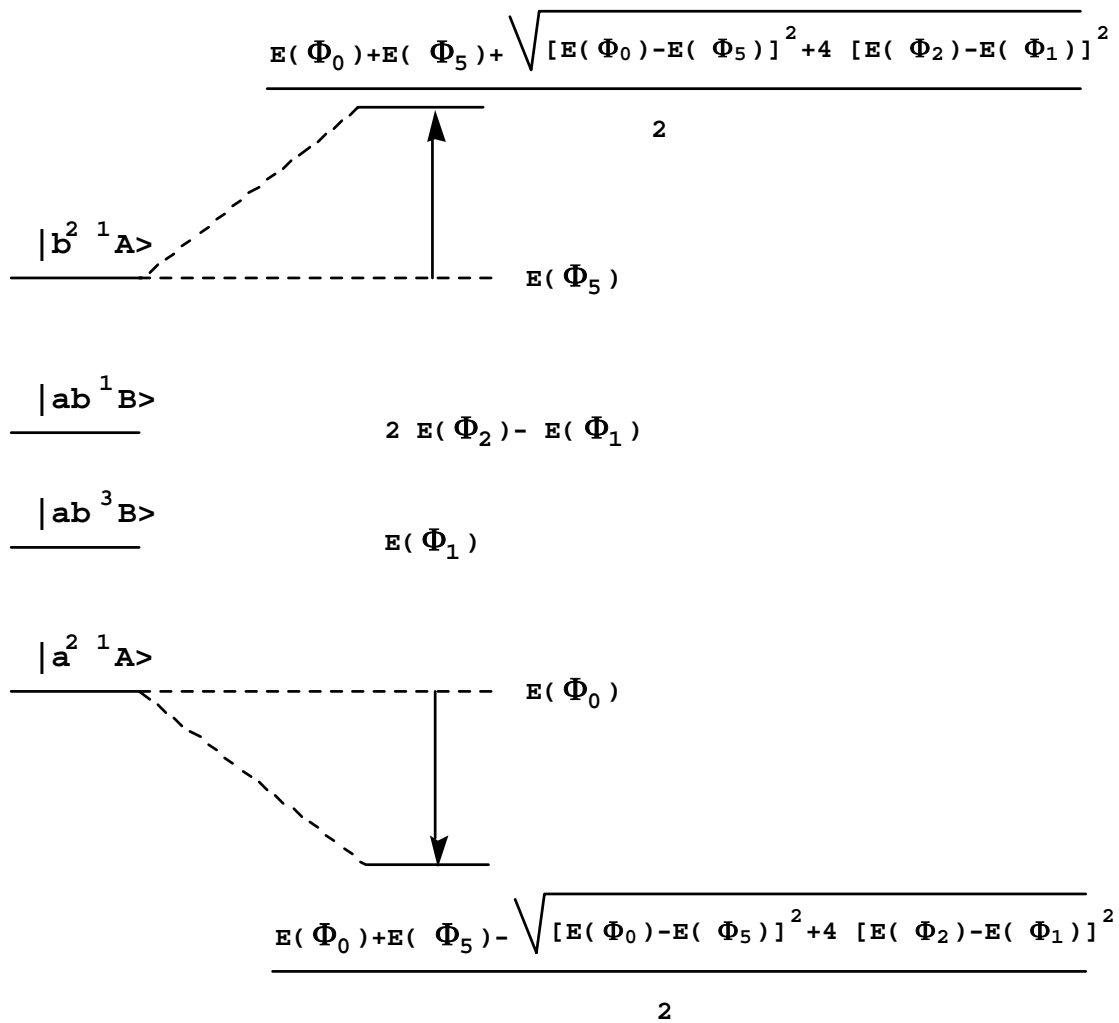 E(Φ₀)+E( Φ₅)+√[E(Φ₀)-E( Φ₅)]²+4 [E( Φ₂)-E( Φ₁)]²
2
|b² ¹A>
E( Φ₅)
|ab ¹B>
2 E(Φ₂)- E( Φ₁)
|ab ³B>
E( Φ₁)
|a² ¹A>
E( Φ₀)
E(Φ₀)+E( Φ₅)-√[E(Φ₀)-E( Φ₅)]²+4 [E( Φ₂)-E( Φ₁)]²
2